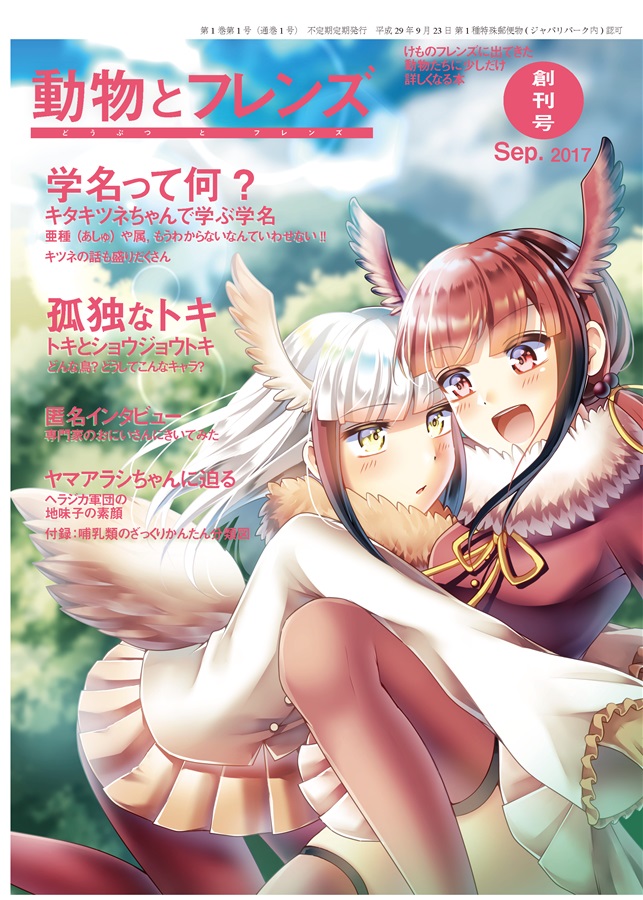 第1巻第1号（通巻1号） 不定期定期発行 平成29年9月23日第1種特殊郵便物(ジャパリパーク内)認可
動物とフレンズ
どうぶつ と フレンズ
けものフレンズに出てきた
動物たちに少しだけ
詳しくなる本
創
刊
号
Sep. 2017
学名って何？
キタキツネちゃんで学ぶ学名
亜種（あしゅ）や属，もうわからないなんていわせない!!
キツネの話も盛りだくさん
孤独なトキ
トキとショウジョウトキ
どんな鳥？どうしてこんなキャラ？
匿名インタビュー
専門家のおにいさんにきいてみた
ヤマアラシちゃんに迫る
ヘラジカ軍団の
地味子の素顔
付録：哺乳類のざっくりかんたん分類図